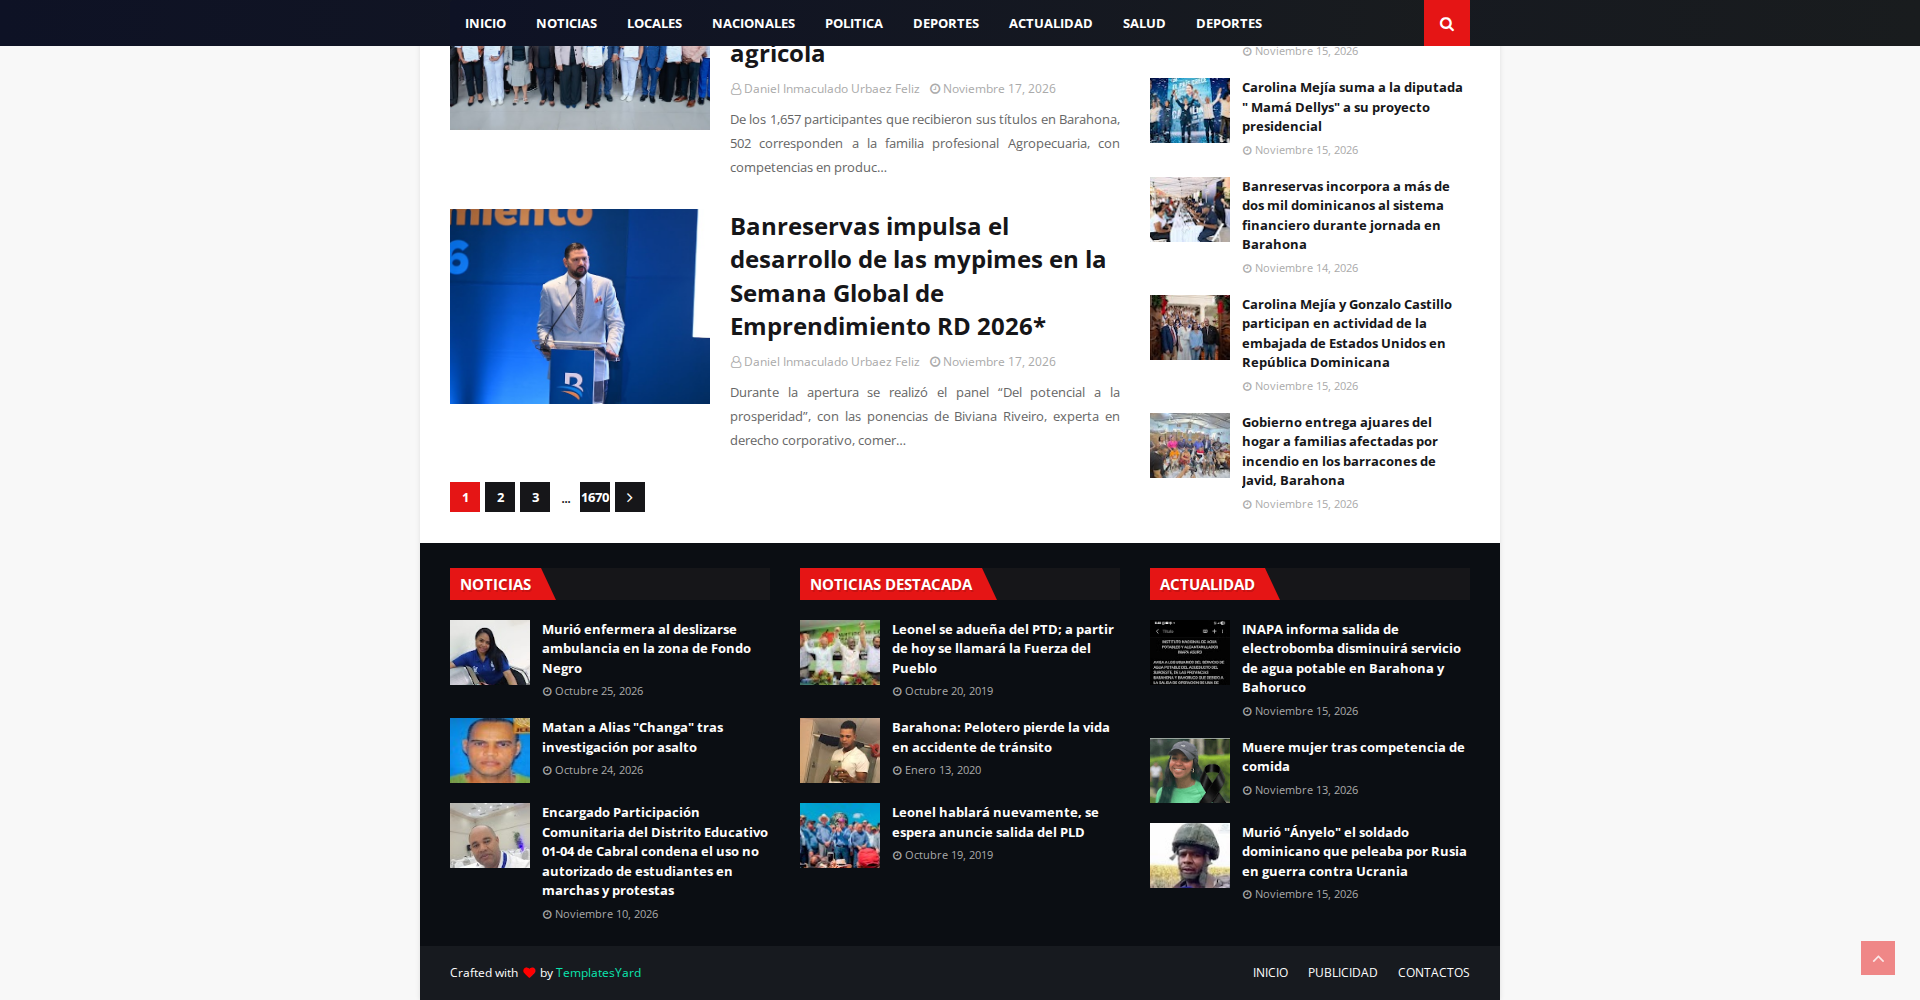 INICIO NOTICIAS LOCALES NACIONALES POLITICA DEPORTES ACTUALIDAD SALUD DEPORTES
agrícola
Daniel Inmaculado Urbaez Feliz Noviembre 17, 2026
De los 1,657 participantes que recibieron sus títulos en Barahona,
502 corresponden a la familia profesional Agropecuaria, con
competencias en produc...
Banreservas impulsa el
desarrollo de las mypimes en la
Semana Global de
Emprendimiento RD 2026*
Daniel Inmaculado Urbaez Feliz Noviembre 17, 2026
Durante la apertura se realizó el panel “Del potencial a la
prosperidad”, con las ponencias de Biviana Riveiro, experta en
derecho corporativo, comer...
1 2 3 ... 1670
Noviembre 15, 2026
Carolina Mejía suma a la diputada
" Mamá Dellys" a su proyecto
presidencial
Noviembre 15, 2026
Banreservas incorpora a más de
dos mil dominicanos al sistema
financiero durante jornada en
Barahona
Noviembre 14, 2026
Carolina Mejía y Gonzalo Castillo
participan en actividad de la
embajada de Estados Unidos en
República Dominicana
Noviembre 15, 2026
Gobierno entrega ajuares del
hogar a familias afectadas por
incendio en los barracones de
Javid, Barahona
Noviembre 15, 2026
NOTICIAS
Murió enfermera al deslizarse
ambulancia en la zona de Fondo
Negro
Octubre 25, 2026
Matan a Alias "Changa" tras
investigación por asalto
Octubre 24, 2026
Encargado Participación
Comunitaria del Distrito Educativo
01-04 de Cabral condena el uso no
autorizado de estudiantes en
marchas y protestas
Noviembre 10, 2026
NOTICIAS DESTACADA
Leonel se adueña del PTD; a partir
de hoy se llamará la Fuerza del
Pueblo
Octubre 20, 2019
Barahona: Pelotero pierde la vida
en accidente de tránsito
Enero 13, 2020
Leonel hablará nuevamente, se
espera anuncie salida del PLD
Octubre 19, 2019
ACTUALIDAD
INAPA informa salida de
electrobomba disminuirá servicio
de agua potable en Barahona y
Bahoruco
Noviembre 15, 2026
Muere mujer tras competencia de
comida
Noviembre 13, 2026
Murió "Ányelo" el soldado
dominicano que peleaba por Rusia
en guerra contra Ucrania
Noviembre 15, 2026
Crafted with by TemplatesYard
INICIO PUBLICIDAD CONTACTOS